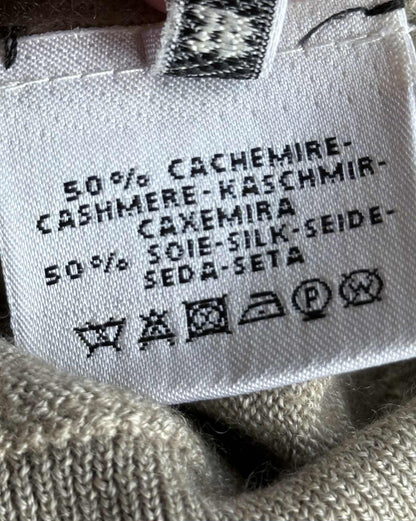 50% CACHEMIRE-
CASHMERE-KASCHMIR-
CAXEMIRA
50% SOIE-SILK-SEIDE-
SEDA-SETA
P
W